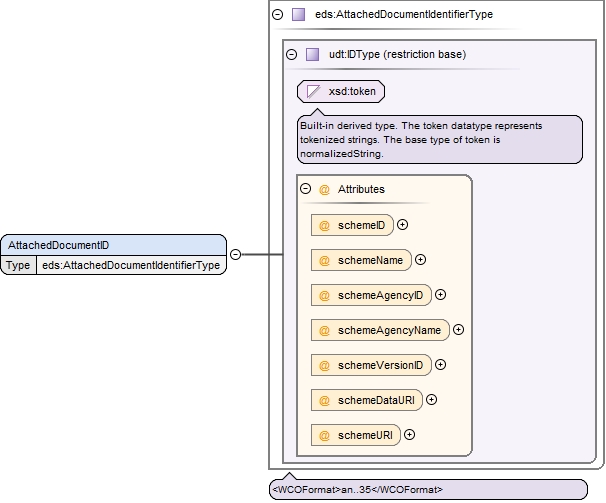 eds:AttachedDocumentIdentifierType
udt:IDType (restriction base)
xsd:token
Built-in derived type. The token datatype represents
tokenized strings. The base type of token is
normalizedString.
@ Attributes
@ schemeID
@ schemeName
@ schemeAgencyID
@ schemeAgencyName
@ schemeVersionID
@ schemeDataURI
@ schemeURI
AttachedDocumentID
Type eds:AttachedDocumentIdentifierType
<WCOFormat>an..35</WCOFormat>